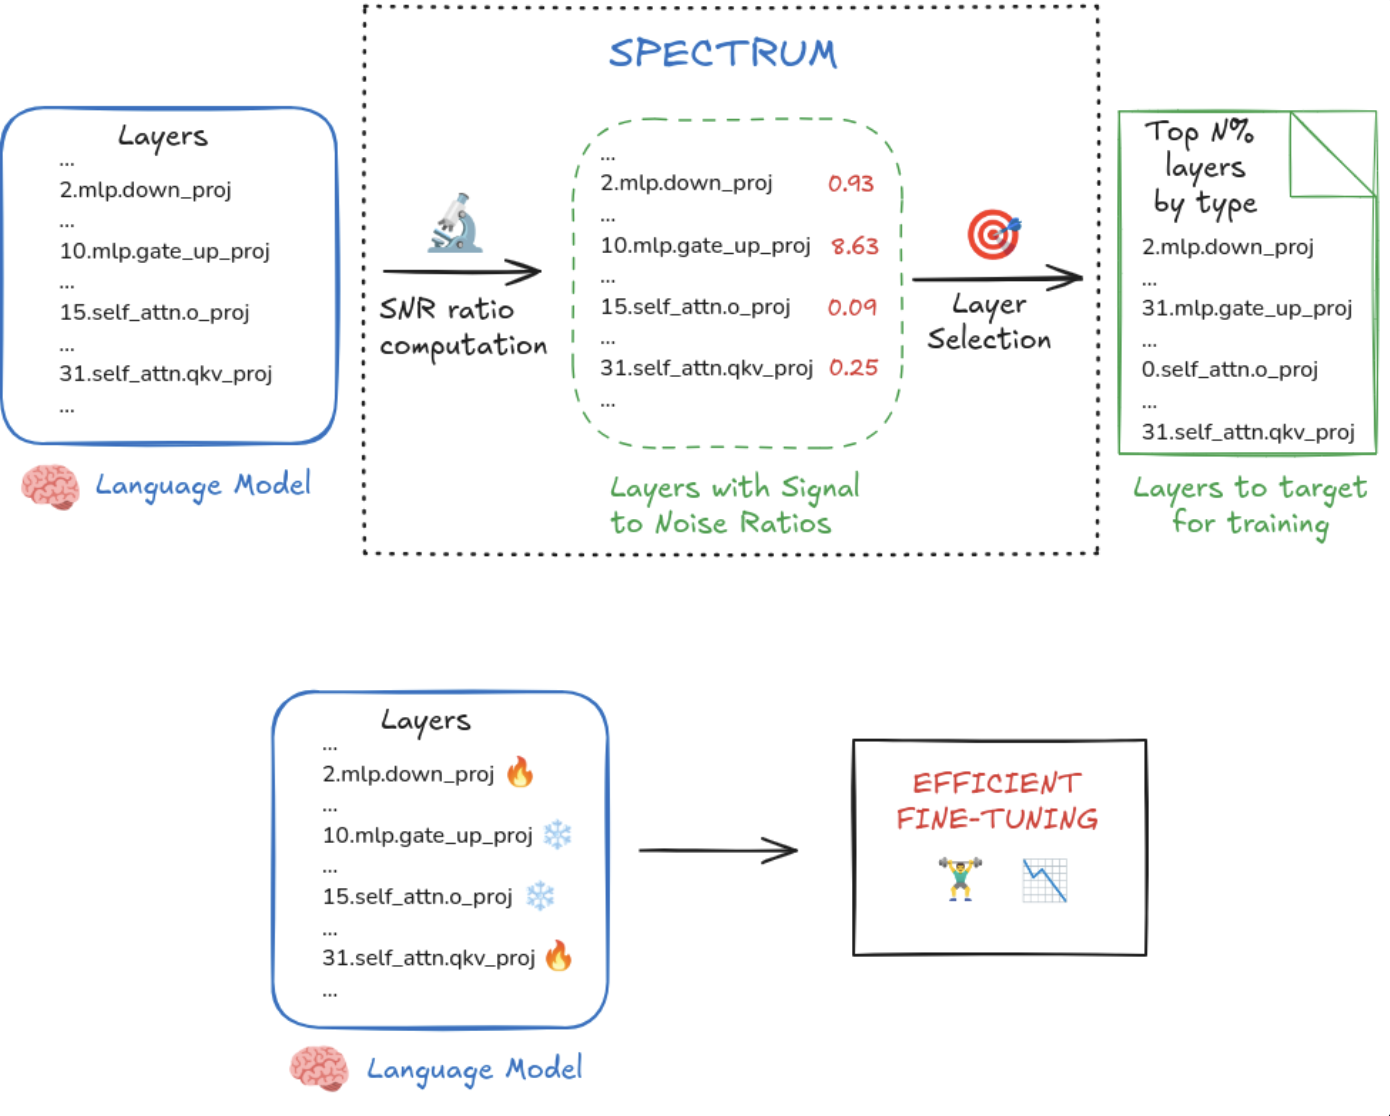 SPECTRUM
Layers
...
2.mlp.down_proj
...
10.mlp.gate_up_proj
...
15.self_attn.o_proj
...
31.self_attn.qkv_proj
...
Language Model
SNR ratio
computation
...
2.mlp.down_proj 0.93
...
10.mlp.gate_up_proj 8.63
...
15.self_attn.o_proj 0.09
...
31.self_attn.qkv_proj 0.25
...
Layers with Signal
to Noise Ratios
Layer
Selection
Top N%
layers
by type
2.mlp.down_proj
...
31.mlp.gate_up_proj
...
0.self_attn.o_proj
...
31.self_attn.qkv_proj
Layers to target
for training
Layers
...
2.mlp.down_proj
...
10.mlp.gate_up_proj
...
15.self_attn.o_proj
...
31.self_attn.qkv_proj
...
Language Model
EFFICIENT
FINE-TUNING